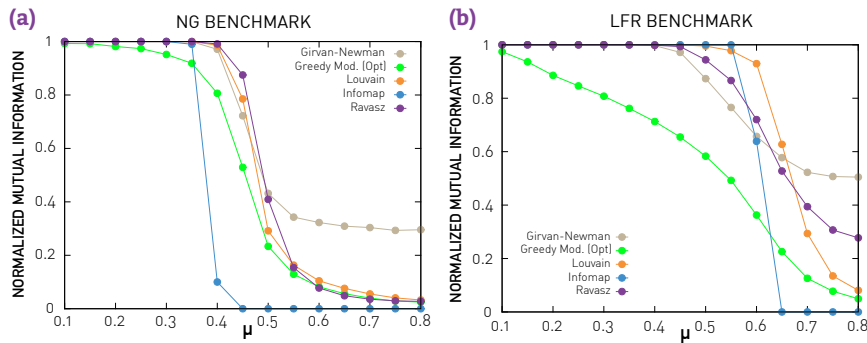 (a)
NG BENCHMARK
NORMALIZED MUTUAL INFORMATION
1
0.8
0.6
0.4
0.2
0
Girvan-Newman
Greedy Mod. (Opt)
Louvain
Infomap
Ravasz
0.1 0.2 0.3 0.4 0.5 0.6 0.7 0.8
μ
(b)
LFR BENCHMARK
NORMALIZED MUTUAL INFORMATION
1
0.8
0.6
0.4
0.2
0
Girvan-Newman
Greedy Mod. (Opt)
Louvain
Infomap
Ravasz
0.1 0.2 0.3 0.4 0.5 0.6 0.7 0.8
μ